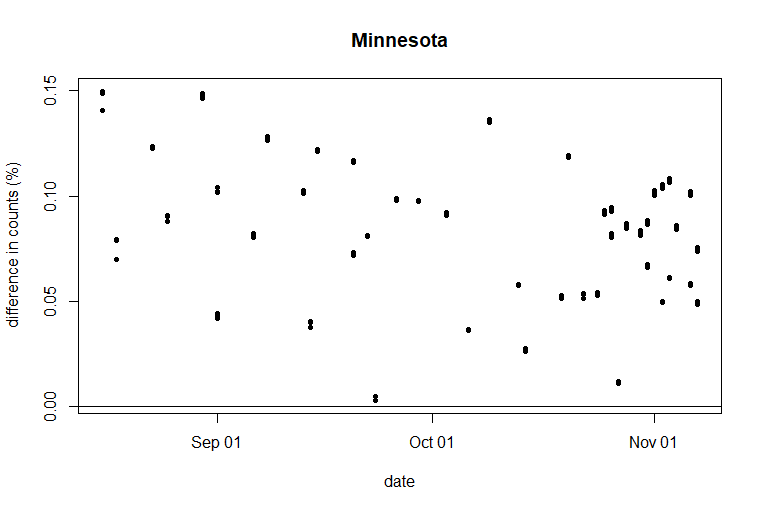 Minnesota
difference in counts (%)
0.15
0.10
0.05
0.00
Sep 01
Oct 01
Nov 01
date